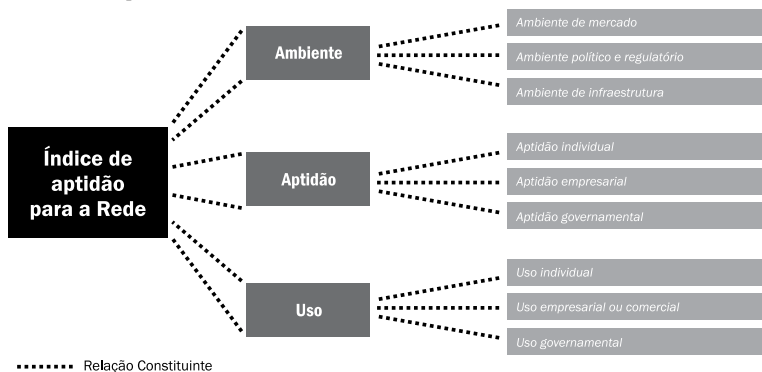 Índice de
aptidão
para a Rede
Ambiente
Ambiente de mercado
Ambiente político e regulatório
Ambiente de infraestrutura
Aptidão
Aptidão individual
Aptidão empresarial
Aptidão governamental
Uso
Uso individual
Uso empresarial ou comercial
Uso governamental
Relação Constituinte